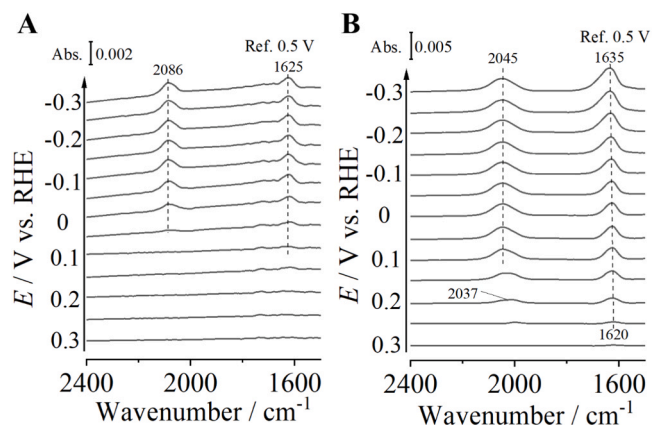 A
Abs. 0.002
Ref. 0.5 V
2086
1625
-0.3
-0.2
-0.1
0
0.1
0.2
0.3
E / V vs. RHE
2400 2000 1600
Wavenumber / cm-1
B
Abs. 0.005
Ref. 0.5 V
2045
1635
-0.3
-0.2
-0.1
0
0.1
0.2
0.3
2037
1620
E / V vs. RHE
2400 2000 1600
Wavenumber / cm-1